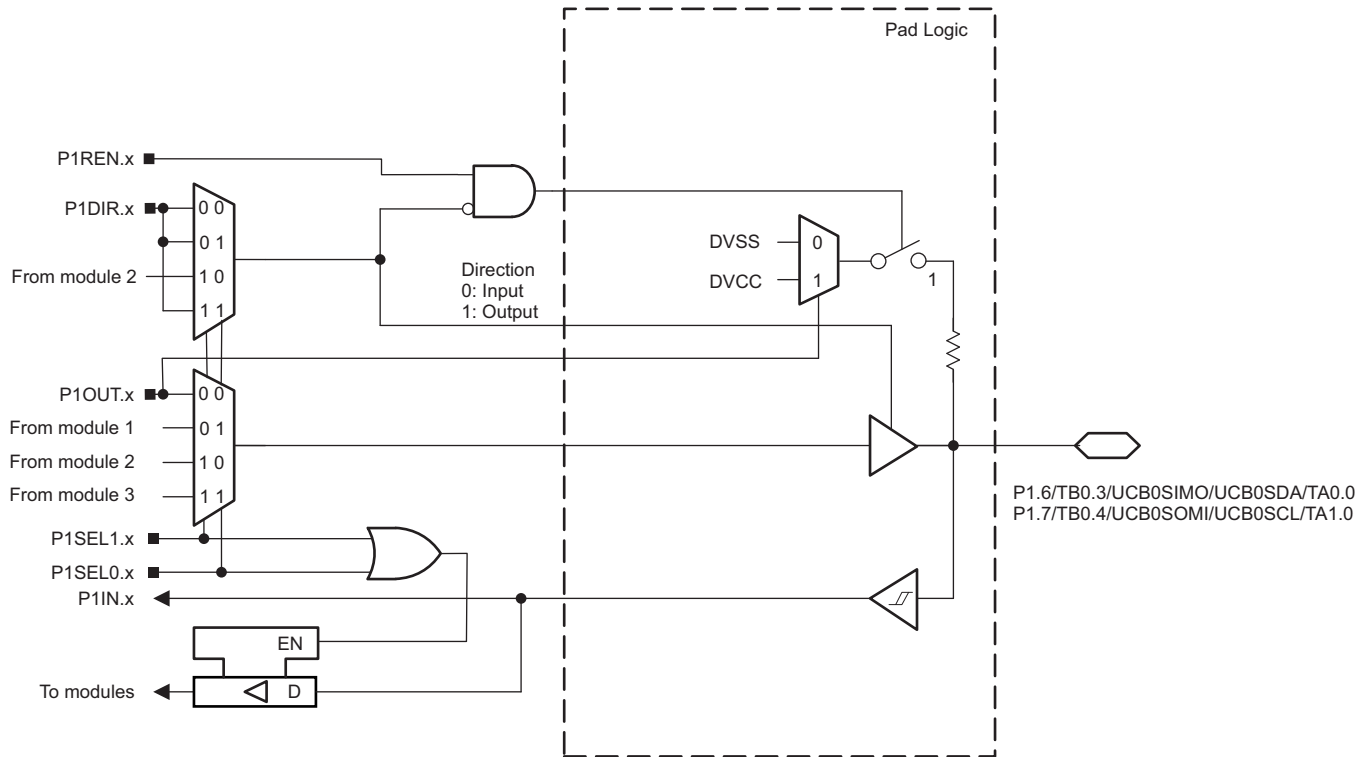 Pad Logic
P1REN.x
P1DIR.x
0 0
0 1
From module 2
1 0
1 1
Direction
0: Input
1: Output
DVSS
0
DVCC
1
1
P1OUT.x
0 0
From module 1
0 1
From module 2
1 0
From module 3
1 1
P1.6/TB0.3/UCB0SIMO/UCB0SDA/TA0.0
P1.7/TB0.4/UCB0SOMI/UCB0SCL/TA1.0
P1SEL1.x
P1SEL0.x
P1IN.x
EN
To modules
D